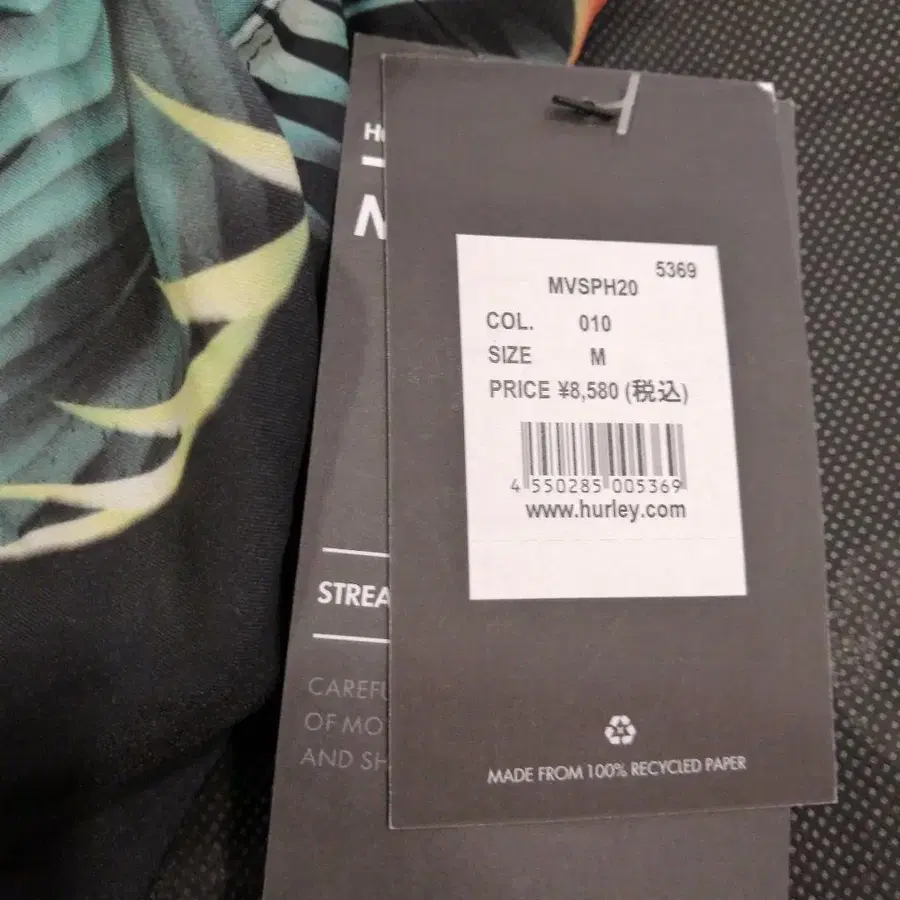 5369
MVSPH20
COL. 010
SIZE M
PRICE ¥8,580 (税込)
4 550285 005369
www.hurley.com
MADE FROM 100% RECYCLED PAPER
STREA
CAREFU
OF MO
AND SH